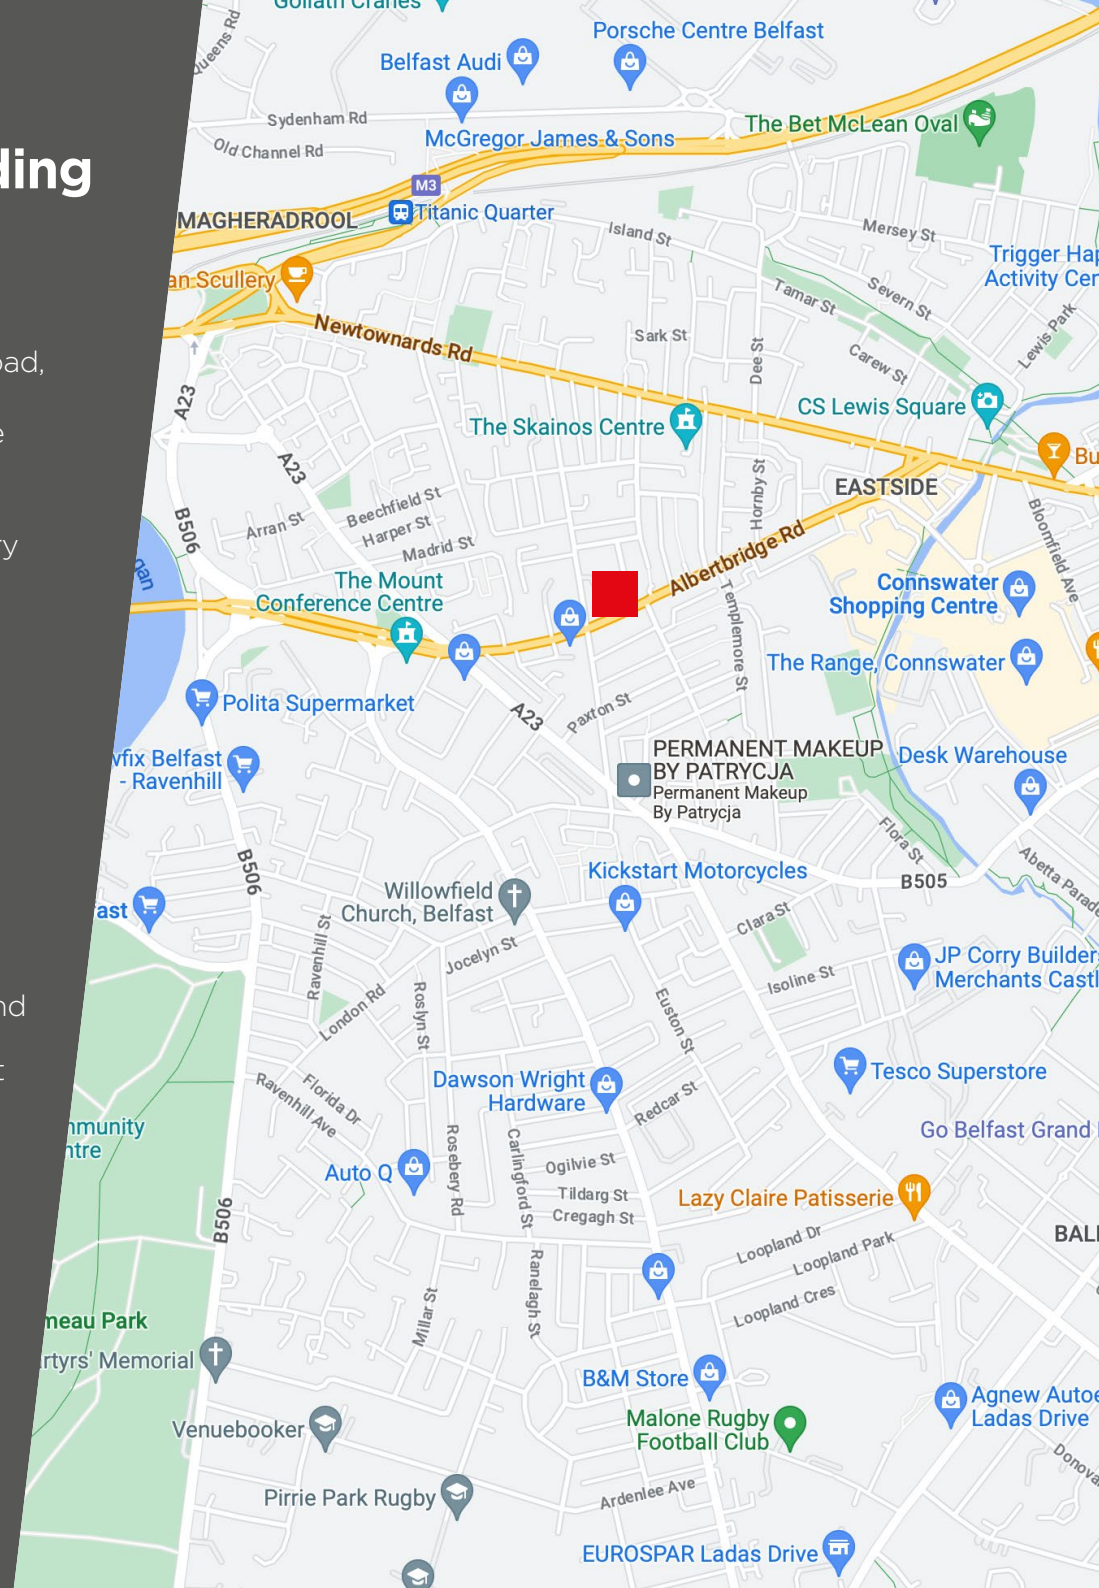 Goliath Cranes
Queens Rd
Porsche Centre Belfast
Belfast Audi
Sydenham Rd
The Bet McLean Oval
McGregor James & Sons
Old Channel Rd
ding
M3
MAGHERADROOL
Titanic Quarter
Island St
Mersey St
Trigger Hap
Activity Cen
an Scullery
Severn St
Tamar St
Newtownards Rd
Sark St
Lewis Park
Dee St
Carew St
oad,
A23
CS Lewis Square
The Skainos Centre
e
Bu
A23
Hornby St
EASTSIDE
Beechfield St
Arran St
Harper St
Bloomfield Ave
B506
ry
Madrid St
Albertbridge Rd
gan
The Mount
Conference Centre
Connswater
Shopping Centre
Templemore St
The Range, Connswater
Polita Supermarket
A23
Paxton St
PERMANENT MAKEUP
BY PATRYCJA
Permanent Makeup
By Patrycja
Desk Warehouse
wfix Belfast
- Ravenhill
Flora St
B506
Kickstart Motorcycles
B505
Abetta Parade
Willowfield
Church, Belfast
ast
Clara St
Ravenhill St
Jocelyn St
JP Corry Builders
Merchants Castl
Isoline St
nd
London Rd
Roslyn St
Euston St
t
Dawson Wright
Hardware
Tesco Superstore
Florida Dr
Ravenhill Ave
Redcar St
mmunity
ntre
Go Belfast Grand
Rosebery Rd
Carlingford St
Ogilvie St
Auto Q
Tildarg St
Lazy Claire Patisserie
Cregagh St
B506
Loopland Dr
Loopland Park
BALL
Ranelagh St
Millar St
Loopland Cres
meau Park
rtyrs' Memorial
B&M Store
Agnew Autoe
Ladas Drive
Malone Rugby
Football Club
Venuebooker
Donova
Pirrie Park Rugby
Ardenlee Ave
EUROSPAR Ladas Drive